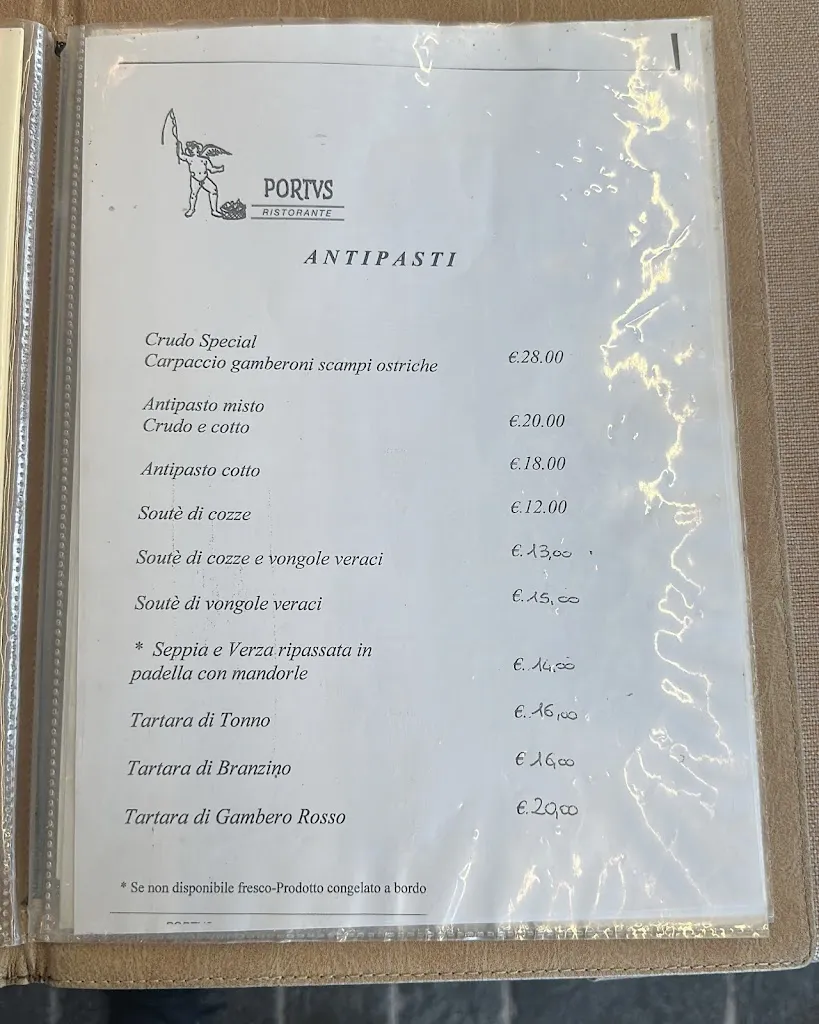 PORTVS
RISTORANTE
ANTIPASTI
Crudo Special
Carpaccio gamberoni scampi ostriche €.28.00
Antipasto misto
Crudo e cotto €.20.00
Antipasto cotto €.18.00
Soutè di cozze €.12.00
Soutè di cozze e vongole veraci €.13,00
Soutè di vongole veraci €.15,00
* Seppia e Verza ripassata in
padella con mandorle €.14,00
Tartara di Tonno €.16,00
Tartara di Branzino €16,00
Tartara di Gambero Rosso €.20,00
* Se non disponibile fresco-Prodotto congelato a bordo